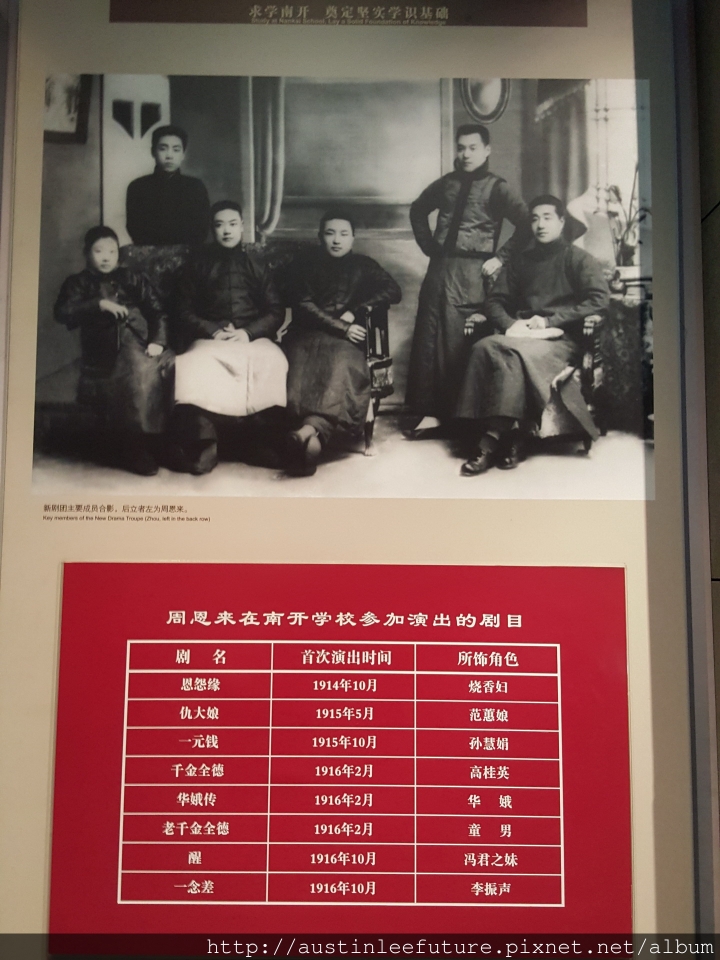 求学南开 奠定坚实学识基础
Study at Nankai School, Lay a Solid Foundation of Knowledge
新剧团主要成员合影，后立者左为周恩来。
Key members of the New Drama Troupe (Zhou, left in the back row)
周恩来在南开学校参加演出的剧目
剧 名 首次演出时间 所饰角色
恩怨缘 1914年10月 烧香妇
仇大娘 1915年5月 范蕙娘
一元钱 1915年10月 孙慧娟
千金全德 1916年2月 高桂英
华娥传 1916年2月 华 娥
老千金全德 1916年2月 童 男
醒 1916年10月 冯君之妹
一念差 1916年10月 李振声
http://austinleefuture.pixnet.net/album